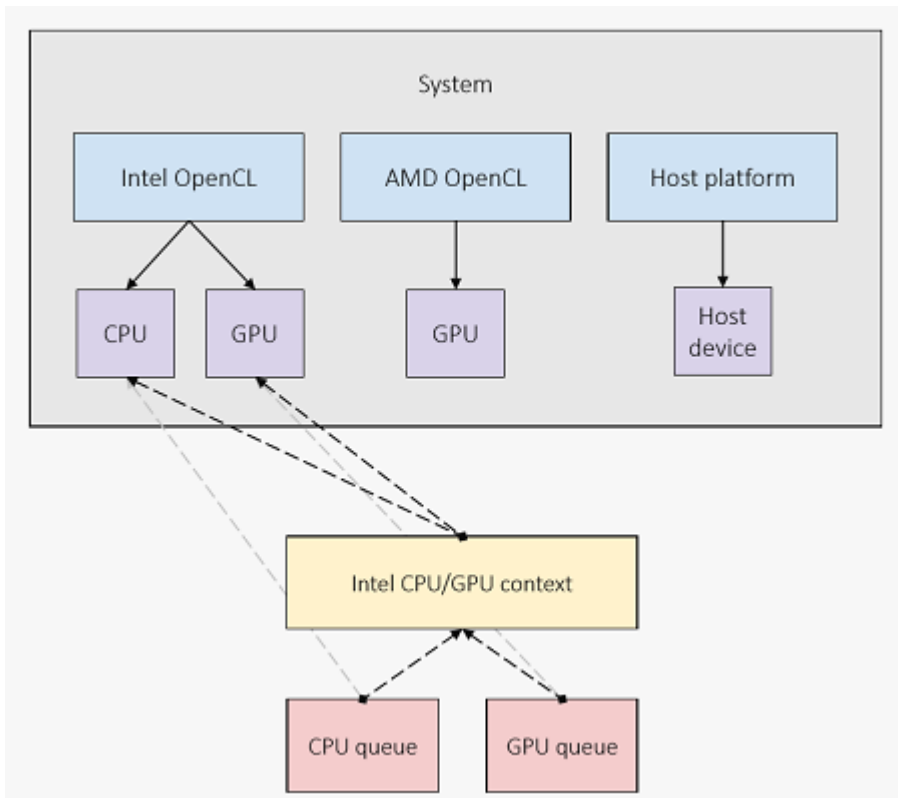 System
Intel OpenCL
AMD OpenCL
Host platform
CPU
GPU
GPU
Host
device
Intel CPU/GPU context
CPU queue
GPU queue